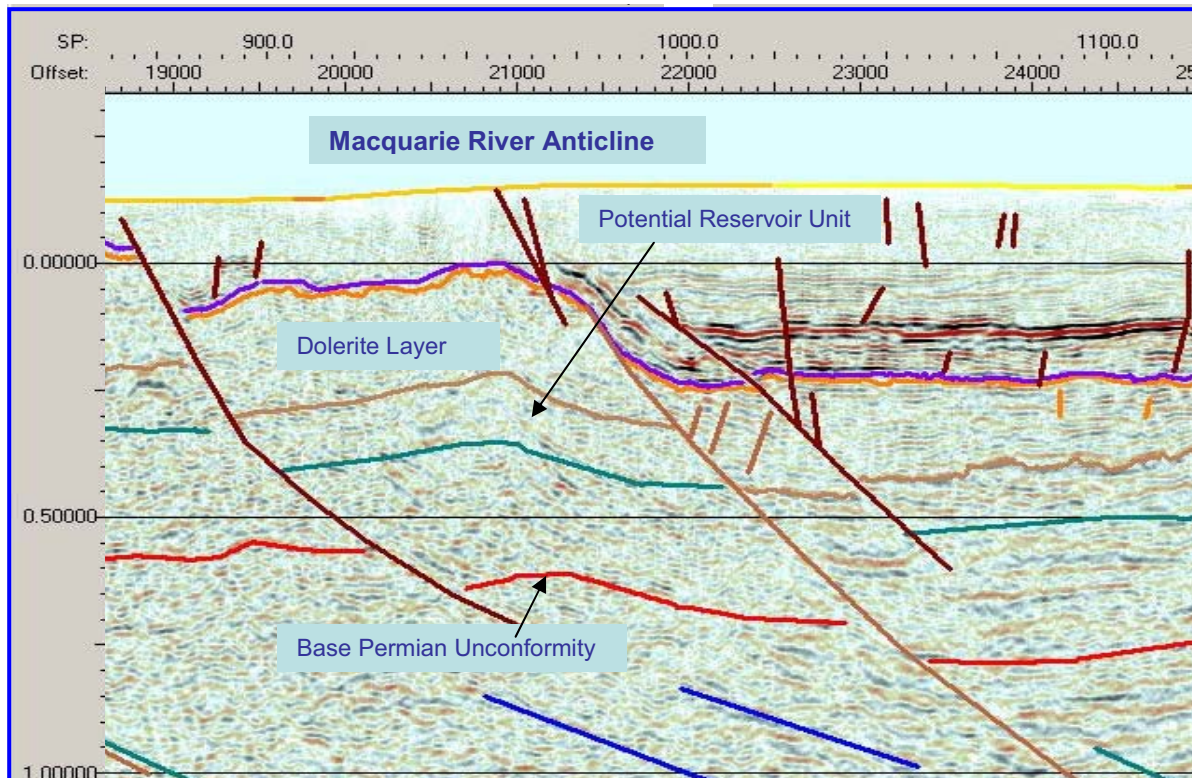 SP: 900.0 1000.0 1100.0
Offset: 19000 20000 21000 22000 23000 24000 25
Macquarie River Anticline
Potential Reservoir Unit
0.00000
Dolerite Layer
0.50000
Base Permian Unconformity
1.00000